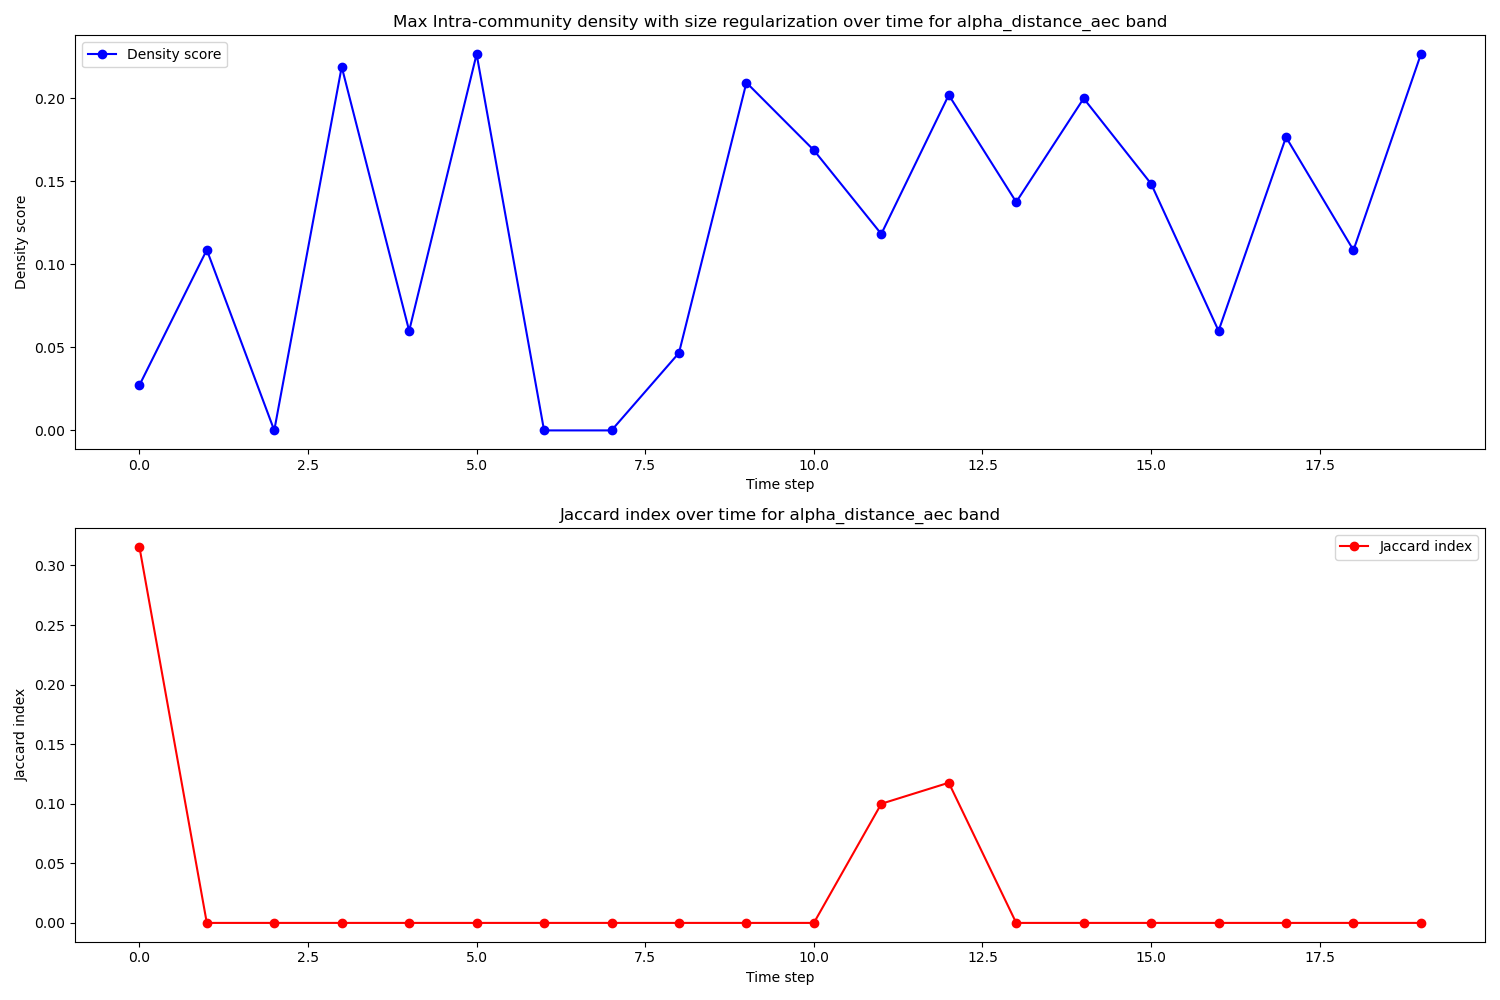 Max Intra-community density with size regularization over time for alpha_distance_aec band
Density score
Density score
0.20
0.15
0.10
0.05
0.00
0.0 2.5 5.0 7.5 10.0 12.5 15.0 17.5
Time step
Jaccard index over time for alpha_distance_aec band
Jaccard index
Jaccard index
0.30
0.25
0.20
0.15
0.10
0.05
0.00
0.0 2.5 5.0 7.5 10.0 12.5 15.0 17.5
Time step